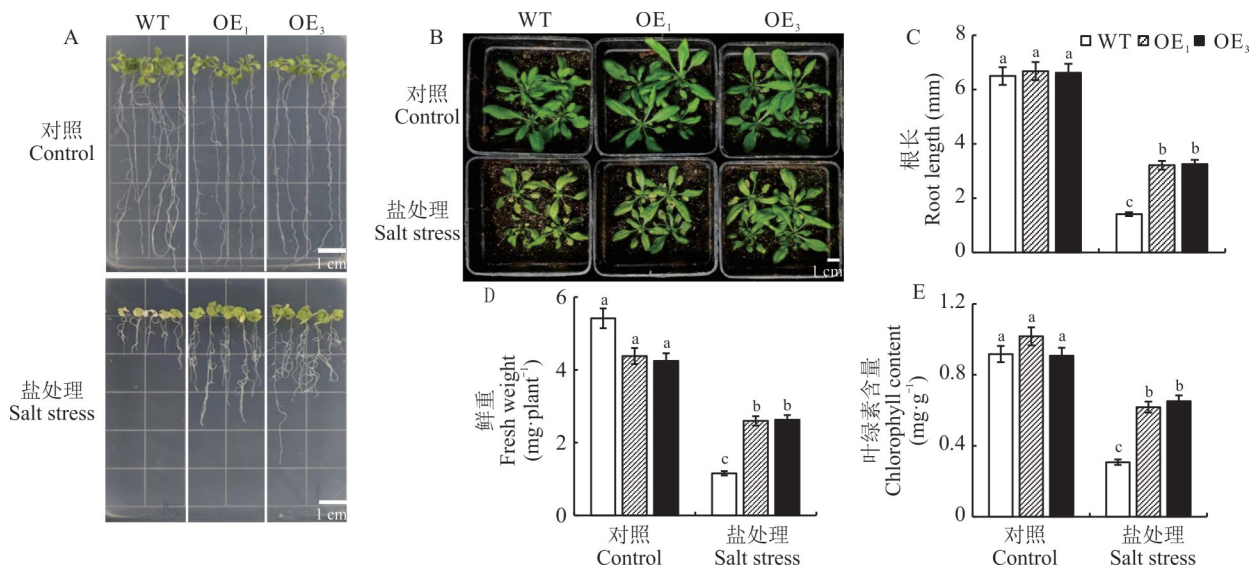 A
WT
OE₁
OE₃
对照
Control
1 cm
盐处理
Salt stress
1 cm
B
WT
OE₁
OE₃
对照
Control
盐处理
Salt stress
1 cm
C
WT OE₁ OE₃
根长
Root length (mm)
8
6
4
2
0
a
a
a
c
b
b
D
鲜重
Fresh weight
(mg·plant⁻¹)
6
4
2
0
a
a
a
c
b
b
对照
Control
盐处理
Salt stress
E
叶绿素含量
Chlorophyll content
(mg·g⁻¹)
1.2
0.8
0.4
0
a
a
a
c
b
b
对照
Control
盐处理
Salt stress